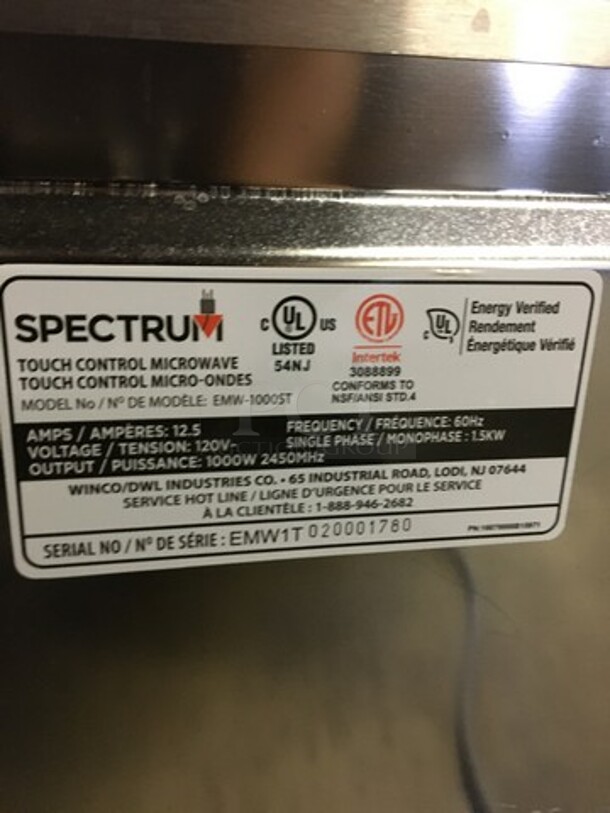 SPECTRUM
TOUCH CONTROL MICROWAVE
TOUCH CONTROL MICRO-ONDES
MODEL No / Nº DE MODÈLE: EMW-1000ST
C UL US
LISTED
54NJ
ETL
Intertek
3088899
CONFORMS TO
NSF/ANSI STD.4
C UL
Energy Verified
Rendement
Énergétique Vérifié
AMPS / AMPÈRES: 12.5
VOLTAGE / TENSION: 120V~
OUTPUT / PUISSANCE: 1000W 2450MHz
FREQUENCY / FRÉQUENCE: 60Hz
SINGLE PHASE / MONOPHASE : 1.5KW
WINCO/DWL INDUSTRIES CO. • 65 INDUSTRIAL ROAD, LODI, NJ 07644
SERVICE HOT LINE / LIGNE D'URGENCE POUR LE SERVICE
À LA CLIENTÈLE : 1-888-946-2682
SERIAL NO / Nº DE SÉRIE : EMW1T 020001780